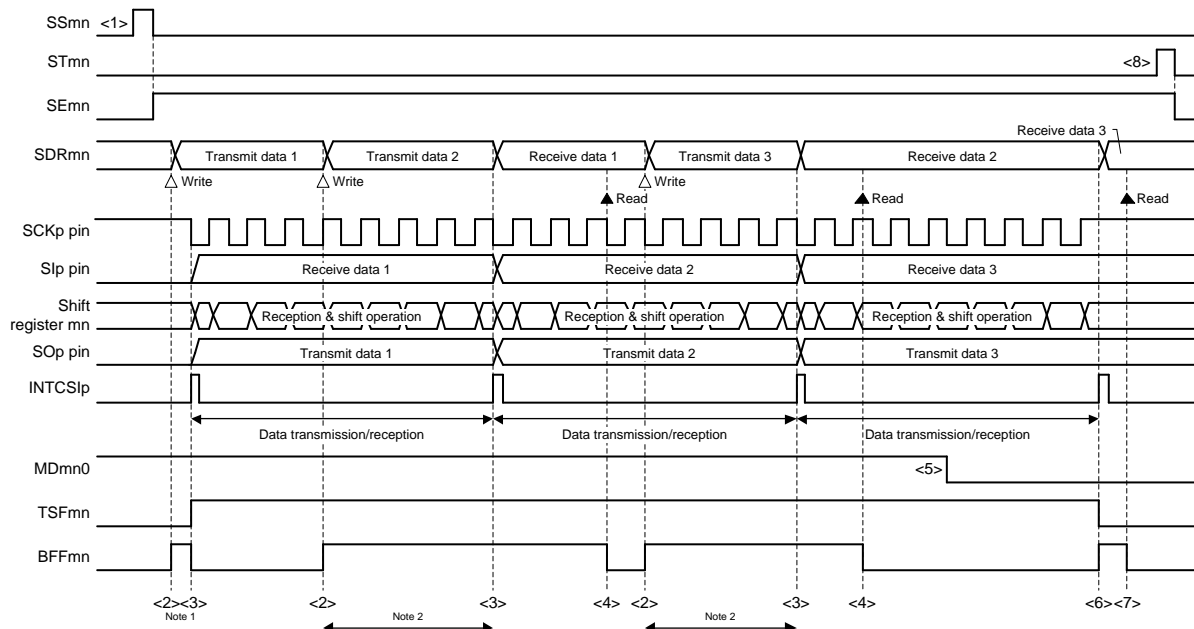 SSmn <1>
STmn <8>
SEmn
Receive data 3
SDRmn Transmit data 1 Transmit data 2 Receive data 1 Transmit data 3 Receive data 2
Write Write Write
Read Read Read
SCKp pin
SIp pin Receive data 1 Receive data 2 Receive data 3
Shift
register mn Reception & shift operation Reception & shift operation Reception & shift operation
SOp pin Transmit data 1 Transmit data 2 Transmit data 3
INTCSIp
Data transmission/reception Data transmission/reception Data transmission/reception
MDmn0 <5>
TSFmn
BFFmn
<2> <3> <2> <3> <4> <2> <3> <4> <6> <7>
Note 1 Note 2 Note 2